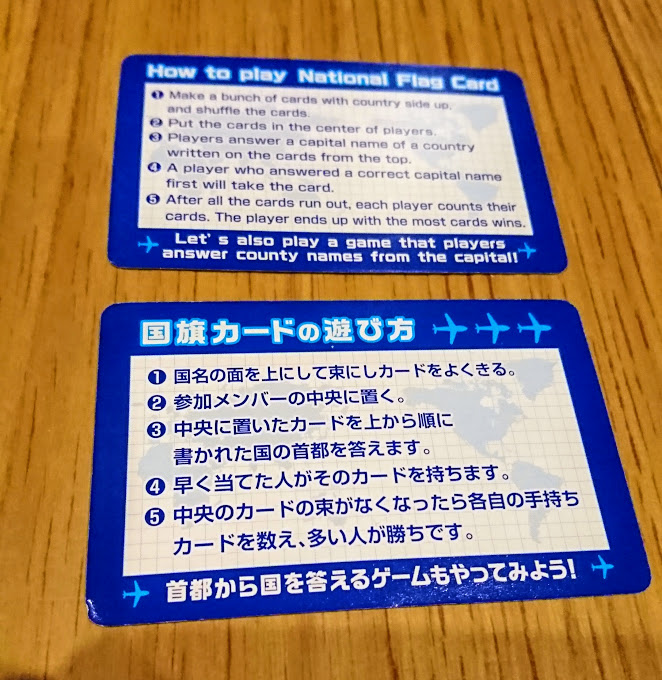 How to play National Flag Card
❶ Make a bunch of cards with country side up,
and shuffle the cards.
❷ Put the cards in the center of players.
❸ Players answer a capital name of a country
written on the cards from the top.
❹ A player who answered a correct capital name
first will take the card.
❺ After all the cards run out, each player counts their
cards. The player ends up with the most cards wins.
Let's also play a game that players
answer county names from the capital!
国旗カードの遊び方
❶ 国名の面を上にして束にしカードをよくきる。
❷ 参加メンバーの中央に置く。
❸ 中央に置いたカードを上から順に
書かれた国の首都を答えます。
❹ 早く当てた人がそのカードを持ちます。
❺ 中央のカードの束がなくなったら各自の手持ち
カードを数え、多い人が勝ちです。
首都から国を答えるゲームもやってみよう!